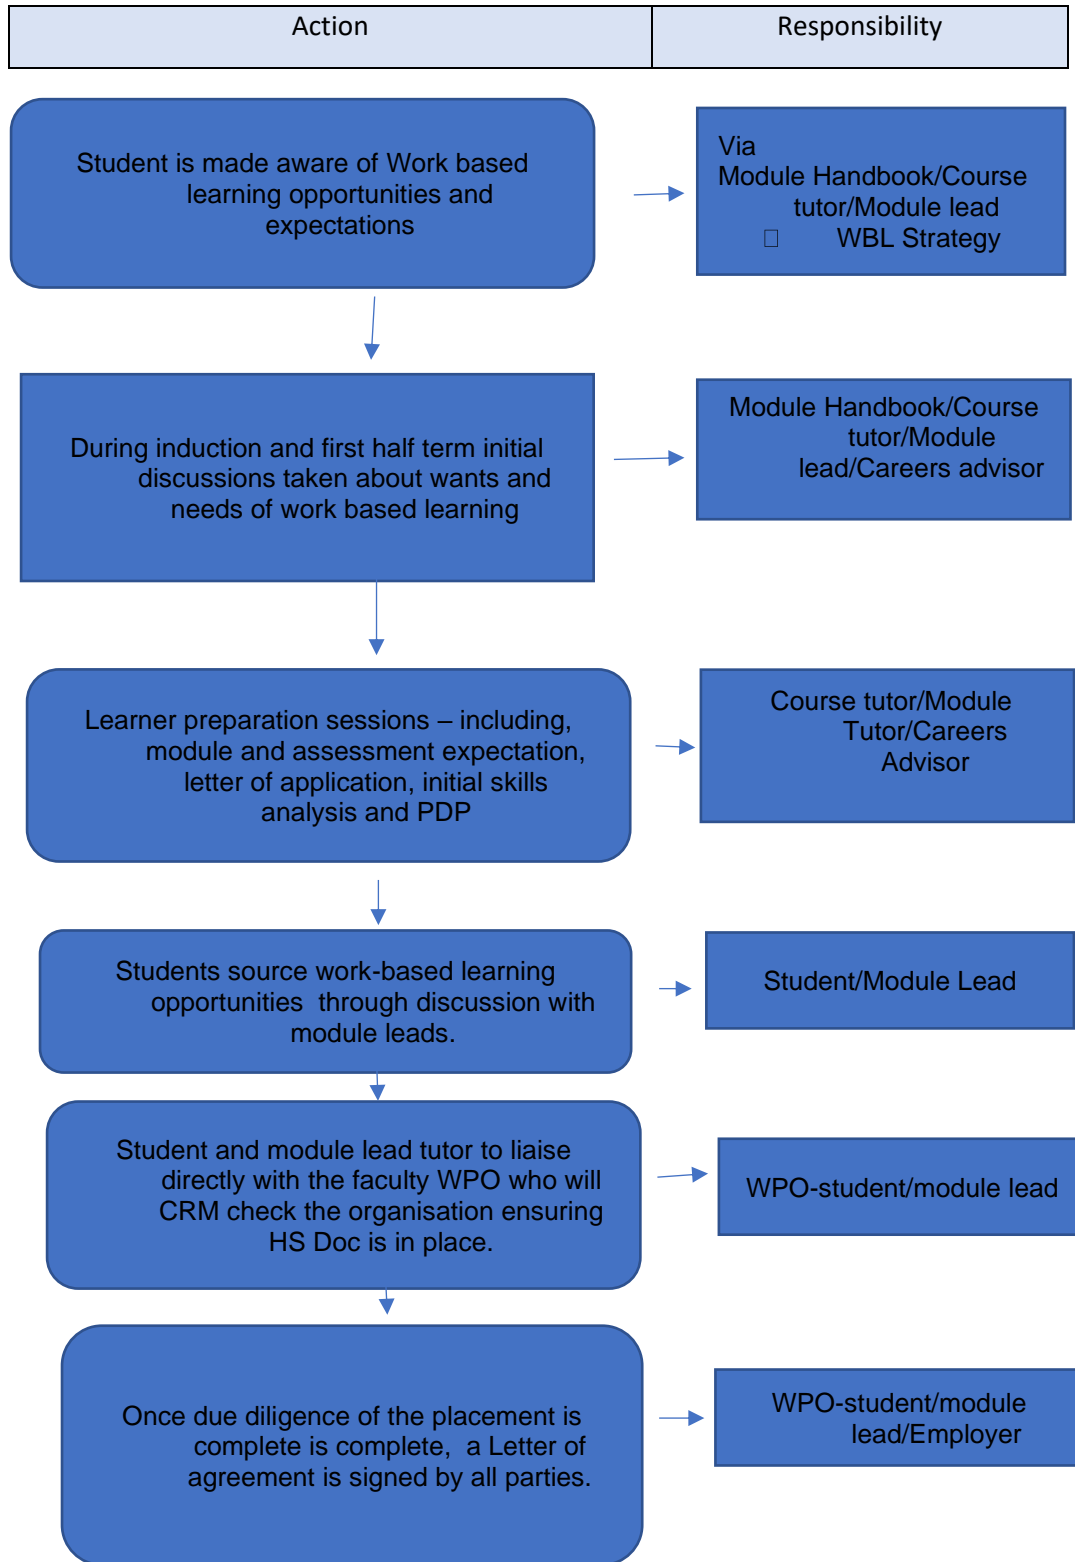 Action
Responsibility
Student is made aware of Work based
learning opportunities and
expectations
Via
Module Handbook/Course
tutor/Module lead
WBL Strategy
During induction and first half term initial
discussions taken about wants and
needs of work based learning
Module Handbook/Course
tutor/Module
lead/Careers advisor
Learner preparation sessions – including,
module and assessment expectation,
letter of application, initial skills
analysis and PDP
Course tutor/Module
Tutor/Careers
Advisor
Students source work-based learning
opportunities  through discussion with
module leads.
Student/Module Lead
Student and module lead tutor to liaise
directly with the faculty WPO who will
CRM check the organisation ensuring
HS Doc is in place.
WPO-student/module lead
Once due diligence of the placement is
complete is complete,  a Letter of
agreement is signed by all parties.
WPO-student/module
lead/Employer